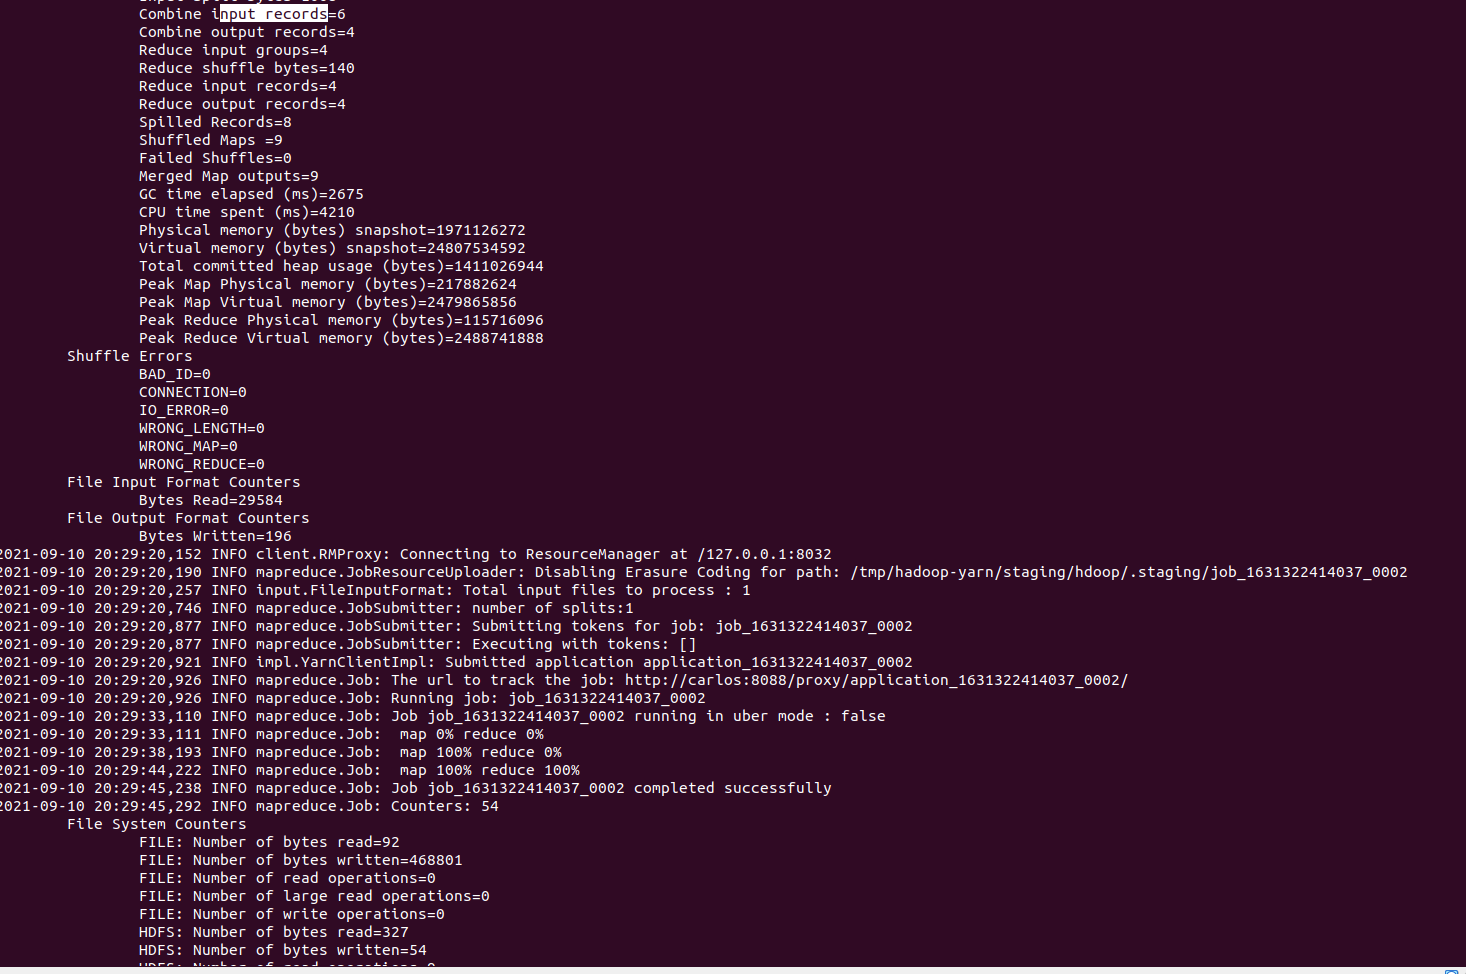 Combine input records=6
Combine output records=4
Reduce input groups=4
Reduce shuffle bytes=140
Reduce input records=4
Reduce output records=4
Spilled Records=8
Shuffled Maps =9
Failed Shuffles=0
Merged Map outputs=9
GC time elapsed (ms)=2675
CPU time spent (ms)=4210
Physical memory (bytes) snapshot=1971126272
Virtual memory (bytes) snapshot=24807534592
Total committed heap usage (bytes)=1411026944
Peak Map Physical memory (bytes)=217882624
Peak Map Virtual memory (bytes)=2479865856
Peak Reduce Physical memory (bytes)=115716096
Peak Reduce Virtual memory (bytes)=2488741888
Shuffle Errors
BAD_ID=0
CONNECTION=0
IO_ERROR=0
WRONG_LENGTH=0
WRONG_MAP=0
WRONG_REDUCE=0
File Input Format Counters
Bytes Read=29584
File Output Format Counters
Bytes Written=196
2021-09-10 20:29:20,152 INFO client.RMProxy: Connecting to ResourceManager at /127.0.0.1:8032
2021-09-10 20:29:20,190 INFO mapreduce.JobResourceUploader: Disabling Erasure Coding for path: /tmp/hadoop-yarn/staging/hdoop/.staging/job_1631322414037_0002
2021-09-10 20:29:20,257 INFO input.FileInputFormat: Total input files to process : 1
2021-09-10 20:29:20,746 INFO mapreduce.JobSubmitter: number of splits:1
2021-09-10 20:29:20,877 INFO mapreduce.JobSubmitter: Submitting tokens for job: job_1631322414037_0002
2021-09-10 20:29:20,877 INFO mapreduce.JobSubmitter: Executing with tokens: []
2021-09-10 20:29:20,921 INFO impl.YarnClientImpl: Submitted application application_1631322414037_0002
2021-09-10 20:29:20,926 INFO mapreduce.Job: The url to track the job: http://carlos:8088/proxy/application_1631322414037_0002/
2021-09-10 20:29:20,926 INFO mapreduce.Job: Running job: job_1631322414037_0002
2021-09-10 20:29:33,110 INFO mapreduce.Job: Job job_1631322414037_0002 running in uber mode : false
2021-09-10 20:29:33,111 INFO mapreduce.Job:  map 0% reduce 0%
2021-09-10 20:29:38,193 INFO mapreduce.Job:  map 100% reduce 0%
2021-09-10 20:29:44,222 INFO mapreduce.Job:  map 100% reduce 100%
2021-09-10 20:29:45,238 INFO mapreduce.Job: Job job_1631322414037_0002 completed successfully
2021-09-10 20:29:45,292 INFO mapreduce.Job: Counters: 54
File System Counters
FILE: Number of bytes read=92
FILE: Number of bytes written=468801
FILE: Number of read operations=0
FILE: Number of large read operations=0
FILE: Number of write operations=0
HDFS: Number of bytes read=327
HDFS: Number of bytes written=54